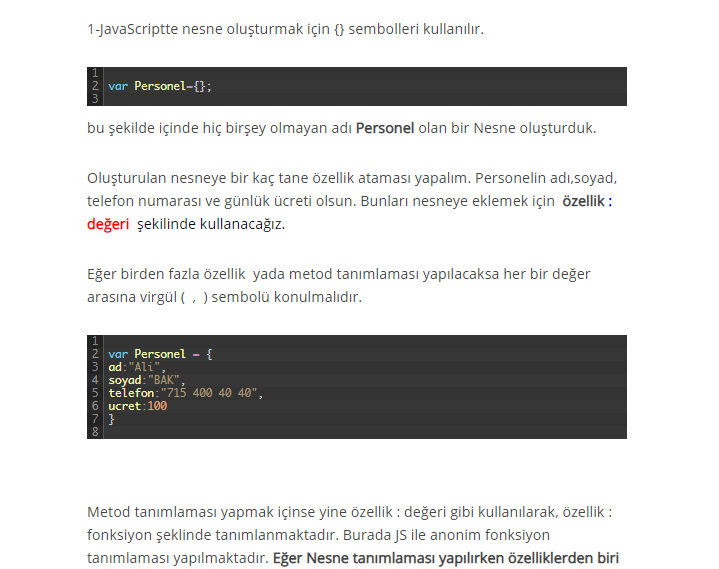 1-JavaScriptte nesne oluşturmak için {} sembolleri kullanılır.
1
2 var Personel={};
3
bu şekilde içinde hiç birşey olmayan adı Personel olan bir Nesne oluşturduk.
Oluşturulan nesneye bir kaç tane özellik ataması yapalım. Personelin adı,soyad,
telefon numarası ve günlük ücreti olsun. Bunları nesneye eklemek için özellik :
değeri şekilinde kullanacağız.
Eğer birden fazla özellik yada metod tanımlaması yapılacaksa her bir değer
arasına virgül ( , ) sembolü konulmalıdır.
1
2 var Personel = {
3 ad:"Ali",
4 soyad:"BAK",
5 telefon:"715 400 40 40",
6 ucret:100
7 }
8
Metod tanımlaması yapmak içinse yine özellik : değeri gibi kullanılarak, özellik :
fonksiyon şeklinde tanımlanmaktadır. Burada JS ile anonim fonksiyon
tanımlaması yapılmaktadır. Eğer Nesne tanımlaması yapılırken özelliklerden biri